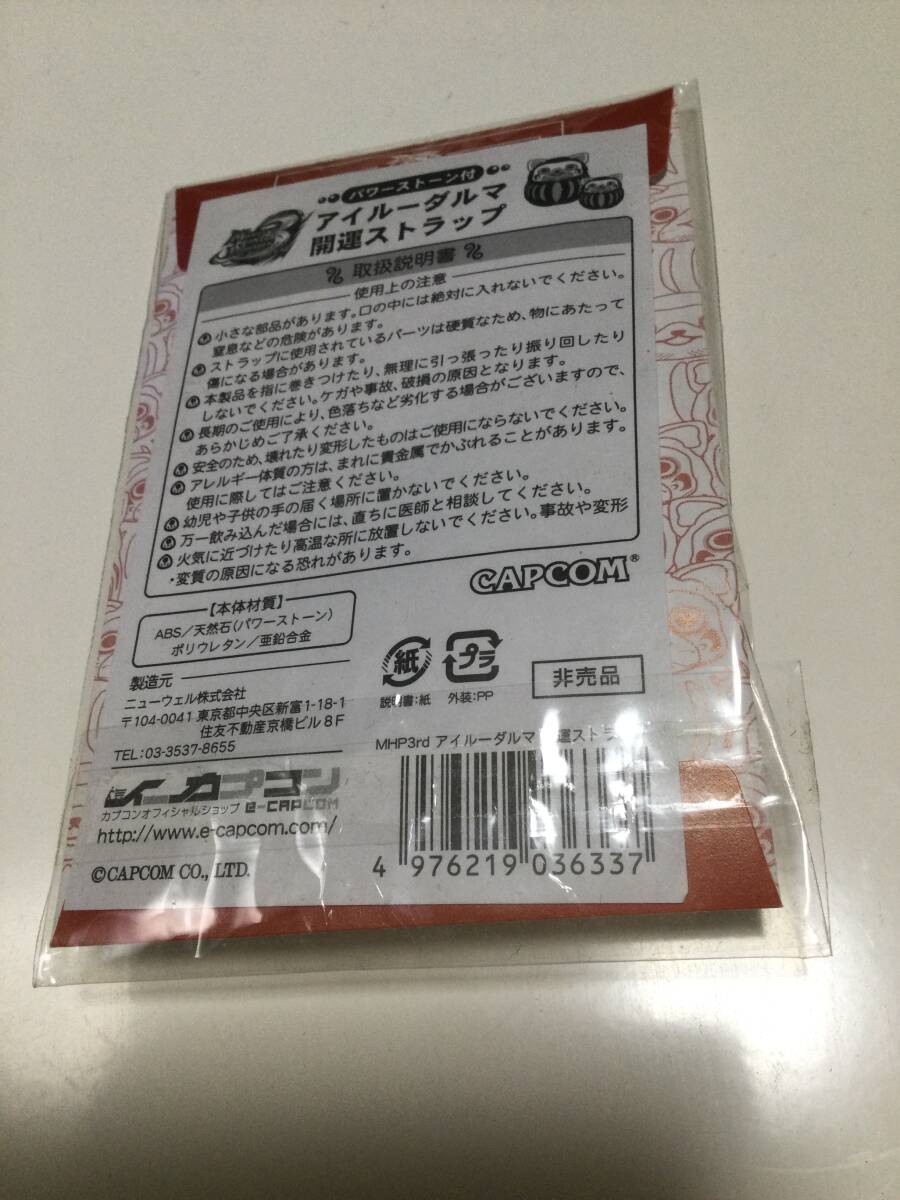 パワーストーン付
アイルーダルマ
開運ストラップ
取扱説明書
使用上の注意
小さな部品があります。口の中には絶対に入れないでください。
窒息などの危険があります。
ストラップに使用されているパーツは硬質なため、物にあたって
傷になる場合があります。
本製品を指に巻きつけたり、無理に引っ張ったり振り回したり
しないでください。ケガや事故、破損の原因となります。
長期のご使用により、色落ちなど劣化する場合がございますので、
あらかじめご了承ください。
安全のため、壊れたり変形したものはご使用にならないでください。
アレルギー体質の方は、まれに貴金属でかぶれることがあります。
使用に際してはご注意ください。
幼児や子供の手の届く場所に置かないでください。
万一飲み込んだ場合には、直ちに医師と相談してください。
火気に近づけたり高温な所に放置しないでください。事故や変形
・変質の原因になる恐れがあります。
CAPCOM®
【本体材質】
ABS／天然石(パワーストーン)
ポリウレタン／亜鉛合金
紙
プラ
説明書:紙
外装:PP
非売品
製造元
ニューウェル株式会社
〒104-0041 東京都中央区新富1-18-1
住友不動産京橋ビル8F
TEL:03-3537-8655
MHP3rd アイルーダルマ 運スト
イーカプコン
カプコンオフィシャルショップ e-CAPCOM
http://www.e-capcom.com/
©CAPCOM CO., LTD.
4 976219 036337